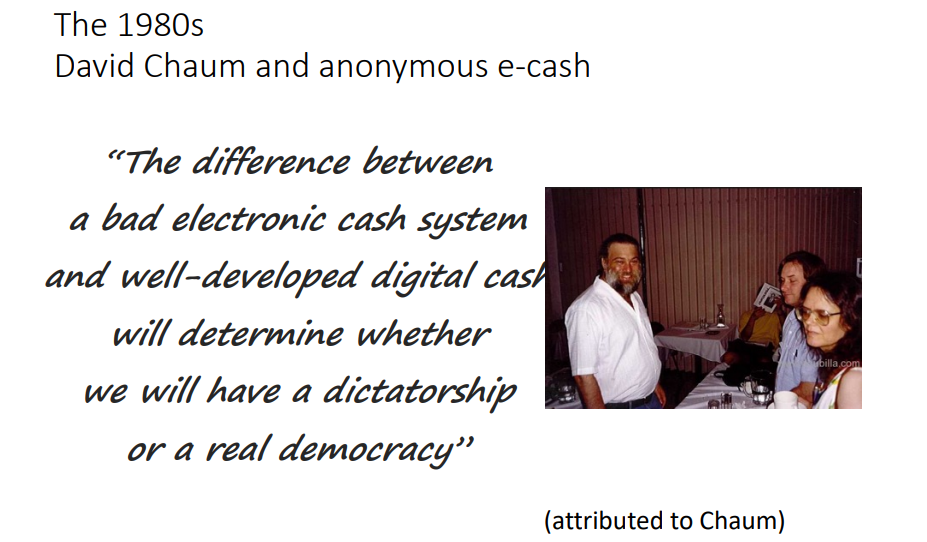 The 1980s
David Chaum and anonymous e-cash
“The difference between
a bad electronic cash system
and well-developed digital cash
will determine whether
we will have a dictatorship
or a real democracy”
billa.com
(attributed to Chaum)